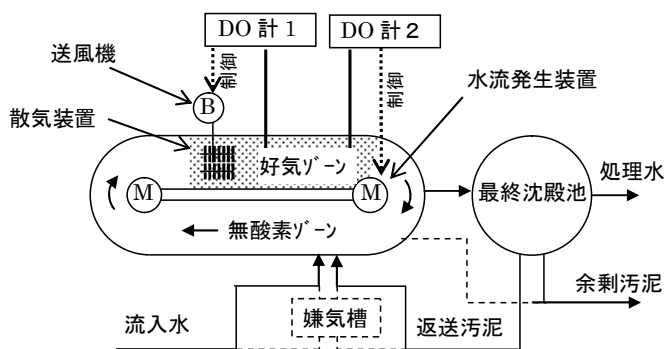 DO 計 1
DO 計 2
送風機
制御
制御
水流発生装置
B
散気装置
好気ｿﾞーﾝ
処理水
M
M
最終沈殿池
無酸素ｿﾞーﾝ
余剰汚泥
流入水
嫌気槽
返送汚泥